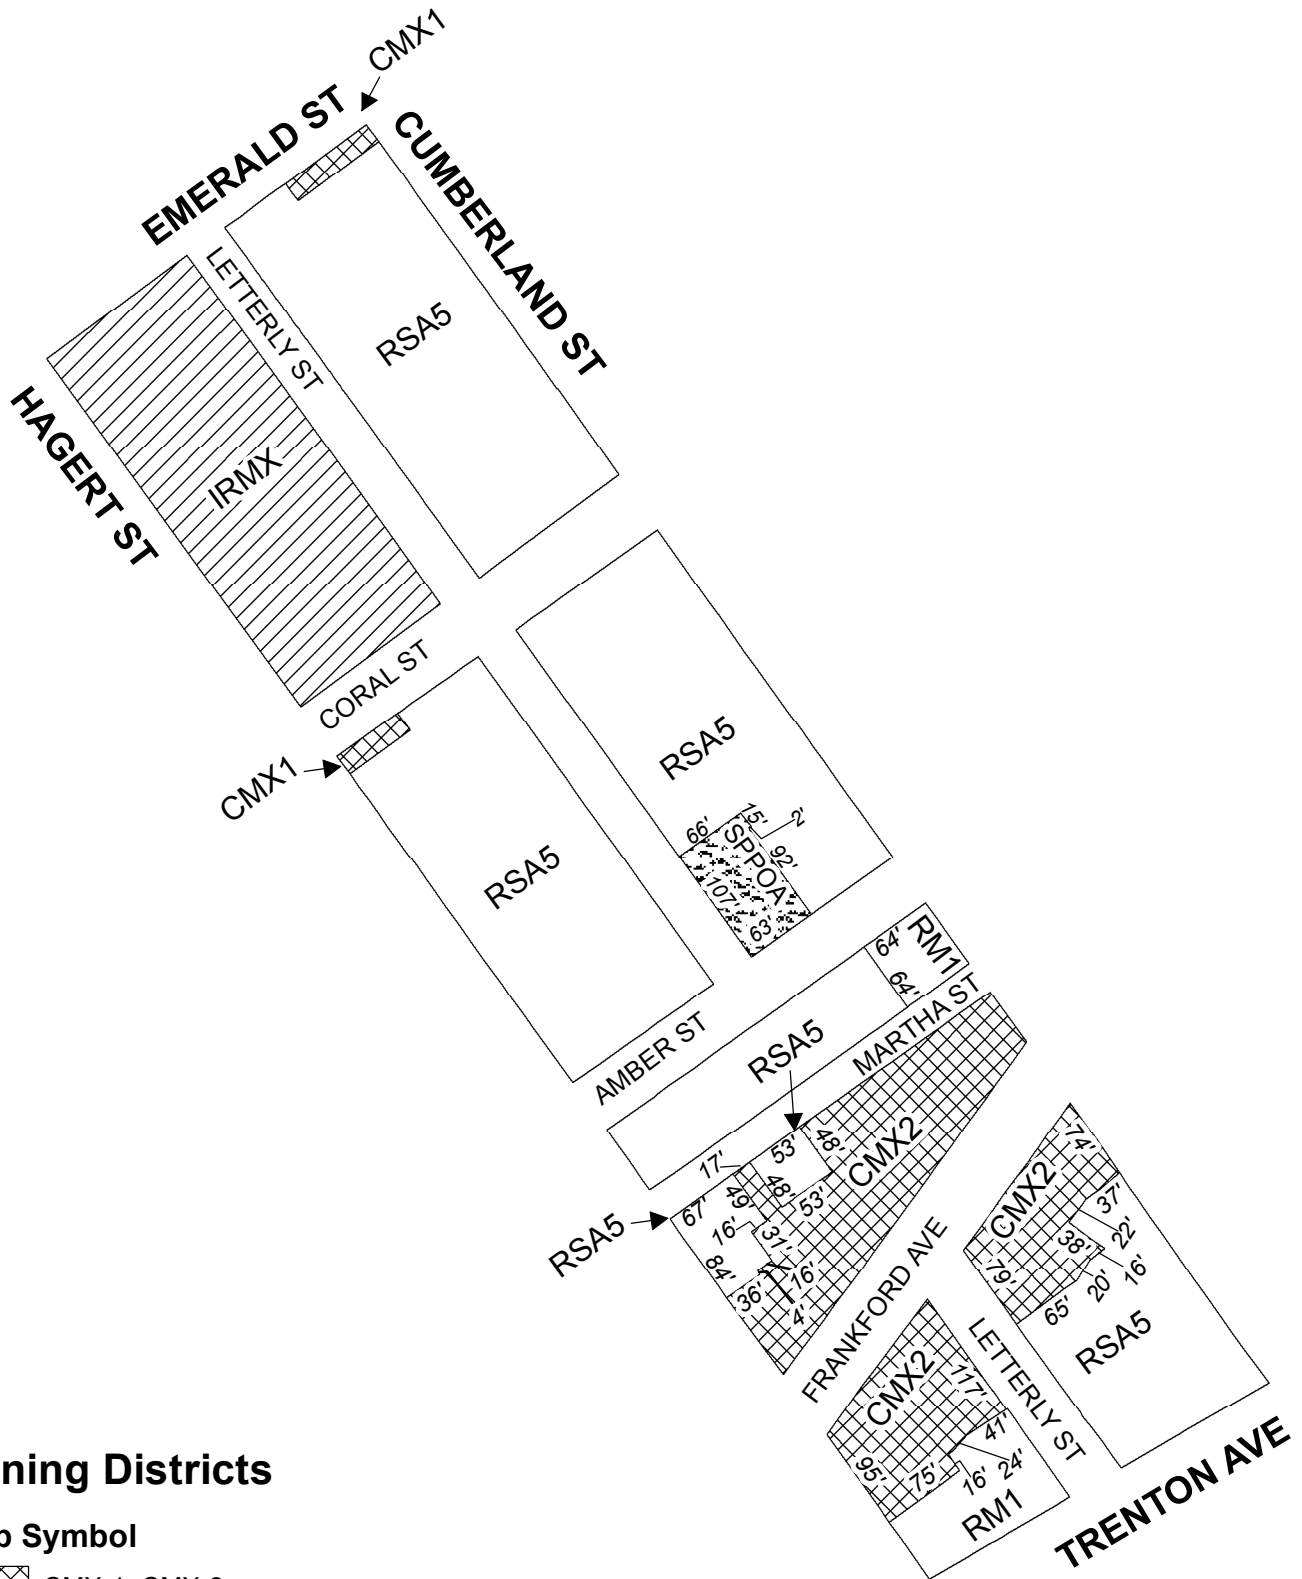 CMX1
EMERALD ST
CUMBERLAND ST
LETTERLY ST
RSA5
HAGERT ST
IRMX
CORAL ST
CMX1
RSA5
RSA5
66'
15'
2'
SPPOA
92'
107'
63'
AMBER ST
64'
RM1
64'
MARTHA ST
RSA5
17'
53'
48'
CMX2
RSA5
67'
49'
48'
53'
16'
31'
84'
36'
16'
4'
FRANKFORD AVE
74'
CMX2
37'
22'
38'
16'
20'
79'
65'
RSA5
LETTERLY ST
CMX2
117'
41'
24'
16'
95'
75'
RM1
TRENTON AVE
ning Districts
Symbol